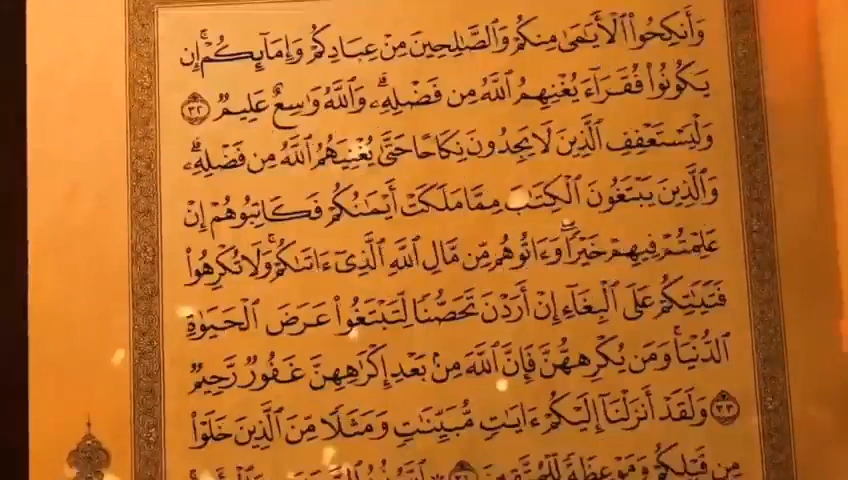 وَأَنكِحُوا۟ ٱلْأَيَـٰمَىٰ مِنكُمْ وَٱلصَّـٰلِحِينَ مِنْ عِبَادِكُمْ وَإِمَآئِكُمْ ۚ إِن
يَكُونُوا۟ فُقَرَآءَ يُغْنِهِمُ ٱللَّهُ مِن فَضْلِهِۦ ۗ وَٱللَّهُ وَٰسِعٌ عَلِيمٌ ٣٢
وَلْيَسْتَعْفِفِ ٱلَّذِينَ لَا يَجِدُونَ نِكَاحًا حَتَّىٰ يُغْنِيَهُمُ ٱللَّهُ مِن فَضْلِهِۦ ۗ
وَٱلَّذِينَ يَبْتَغُونَ ٱلْكِتَـٰبَ مِمَّا مَلَكَتْ أَيْمَـٰنُكُمْ فَكَاتِبُوهُمْ إِنْ
عَلِمْتُمْ فِيهِمْ خَيْرًا ۖ وَءَاتُوهُم مِّن مَّالِ ٱللَّهِ ٱلَّذِىٓ ءَاتَىٰكُمْ ۚ وَلَا تُكْرِهُوا۟
فَتَيَـٰتِكُمْ عَلَى ٱلْبِغَآءِ إِنْ أَرَدْنَ تَحَصُّنًا لِّتَبْتَغُوا۟ عَرَضَ ٱلْحَيَوٰةِ
ٱلدُّنْيَا ۚ وَمَن يُكْرِههُّنَّ فَإِنَّ ٱللَّهَ مِنۢ بَعْدِ إِكْرَٰهِهِنَّ غَفُورٌ رَّحِيمٌ
٣٣ وَلَقَدْ أَنزَلْنَآ إِلَيْكُمْ ءَايَـٰتٍ مُّبَيِّنَـٰتٍ وَمَثَلًا مِّنَ ٱلَّذِينَ خَلَوْا۟
مِن قَبْلِكُمْ وَمَوْعِظَةً لِّلْمُتَّقِينَ